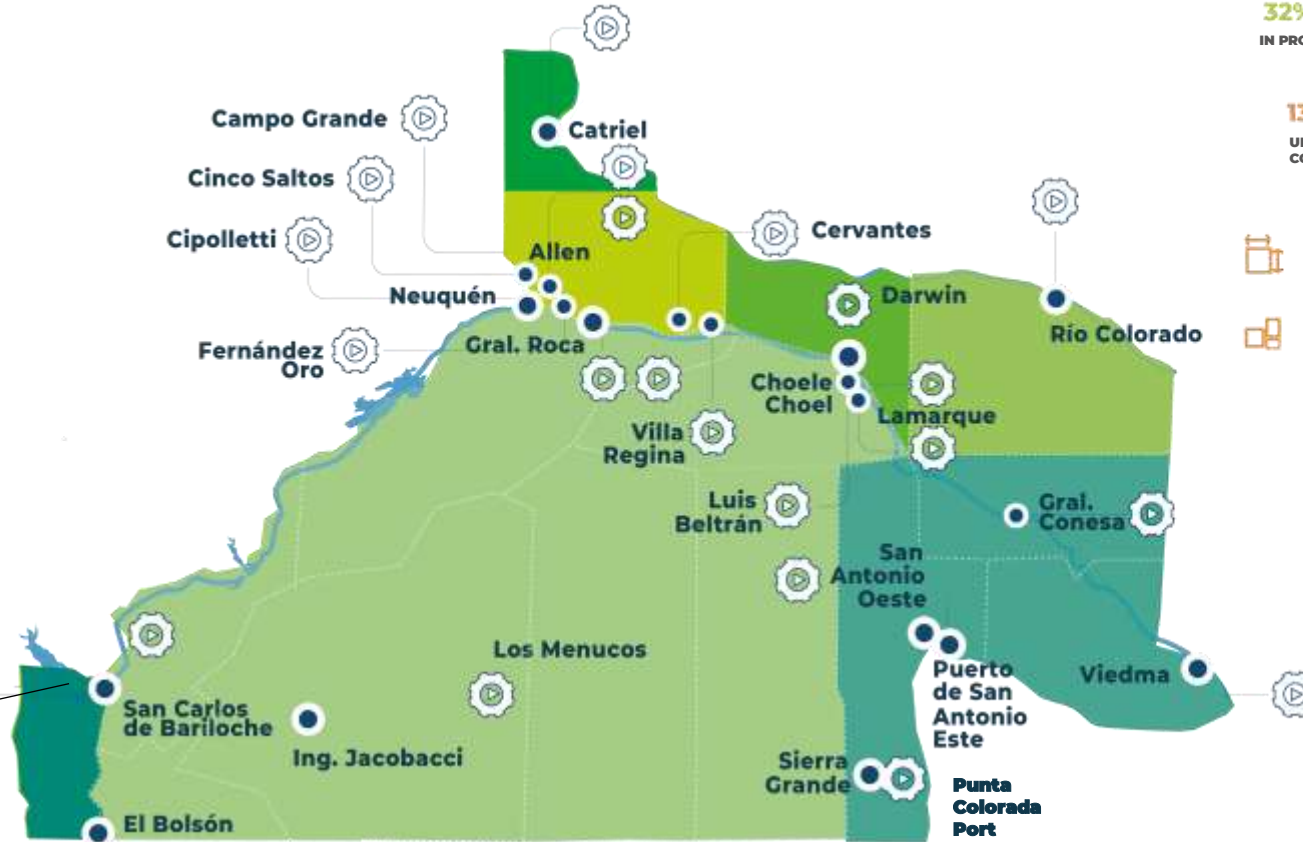 32%
Campo Grande
Catriel
Cinco Saltos
Cipolletti
Cervantes
Allen
Neuquén
Darwin
Fernández
Oro
Gral. Roca
Río Colorado
Choele
Choel
Lamarque
Villa
Regina
Luis
Beltrán
Gral.
Conesa
San
Antonio
Oeste
Los Menucos
Puerto
de San
Antonio
Este
Viedma
San Carlos
de Bariloche
Ing. Jacobacci
Sierra
Grande
Punta
Colorada
Port
El Bolsón